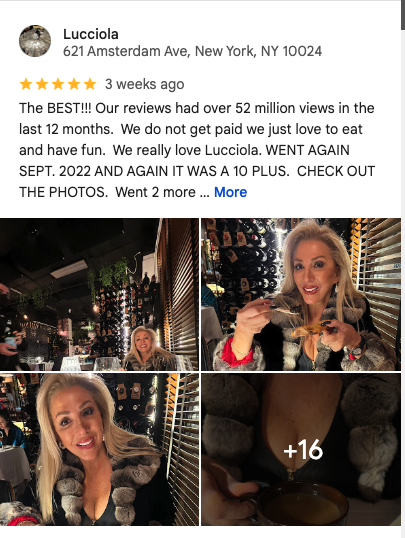 Lucciola
621 Amsterdam Ave, New York, NY 10024
3 weeks ago
The BEST!!! Our reviews had over 52 million views in the
last 12 months.  We do not get paid we just love to eat
and have fun.  We really love Lucciola. WENT AGAIN
SEPT. 2022 AND AGAIN IT WAS A 10 PLUS.  CHECK OUT
THE PHOTOS.  Went 2 more ... More
+16